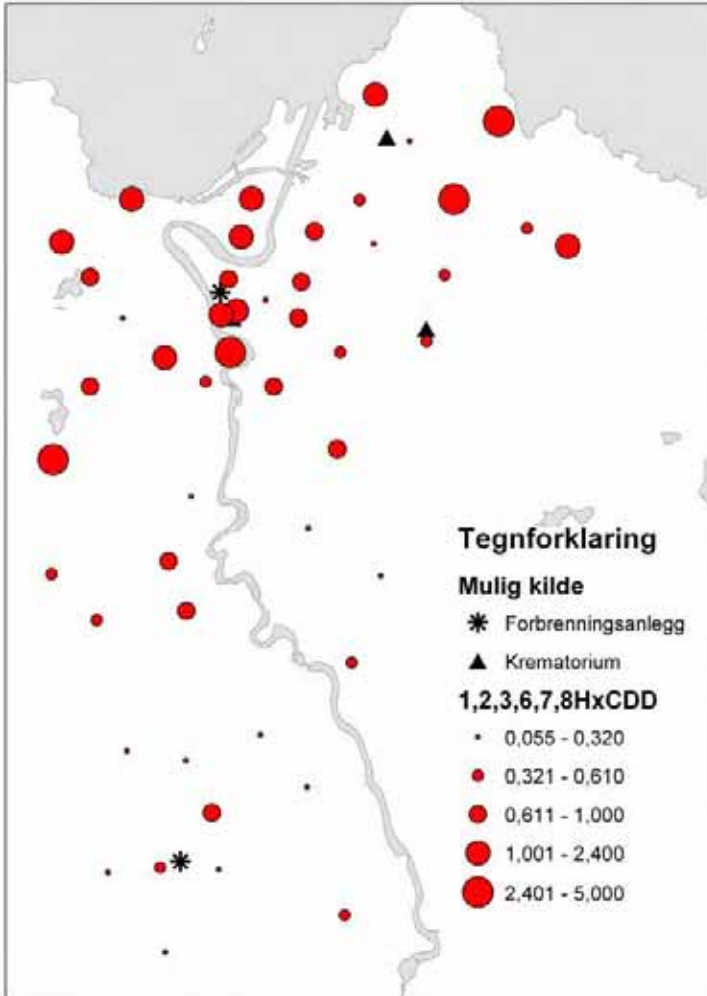 Tegnforklaring
Mulig kilde
Forbrenningsanlegg
Krematorium
1,2,3,6,7,8HxCDD
0,055 - 0,320
0,321 - 0,610
0,611 - 1,000
1,001 - 2,400
2,401 - 5,000